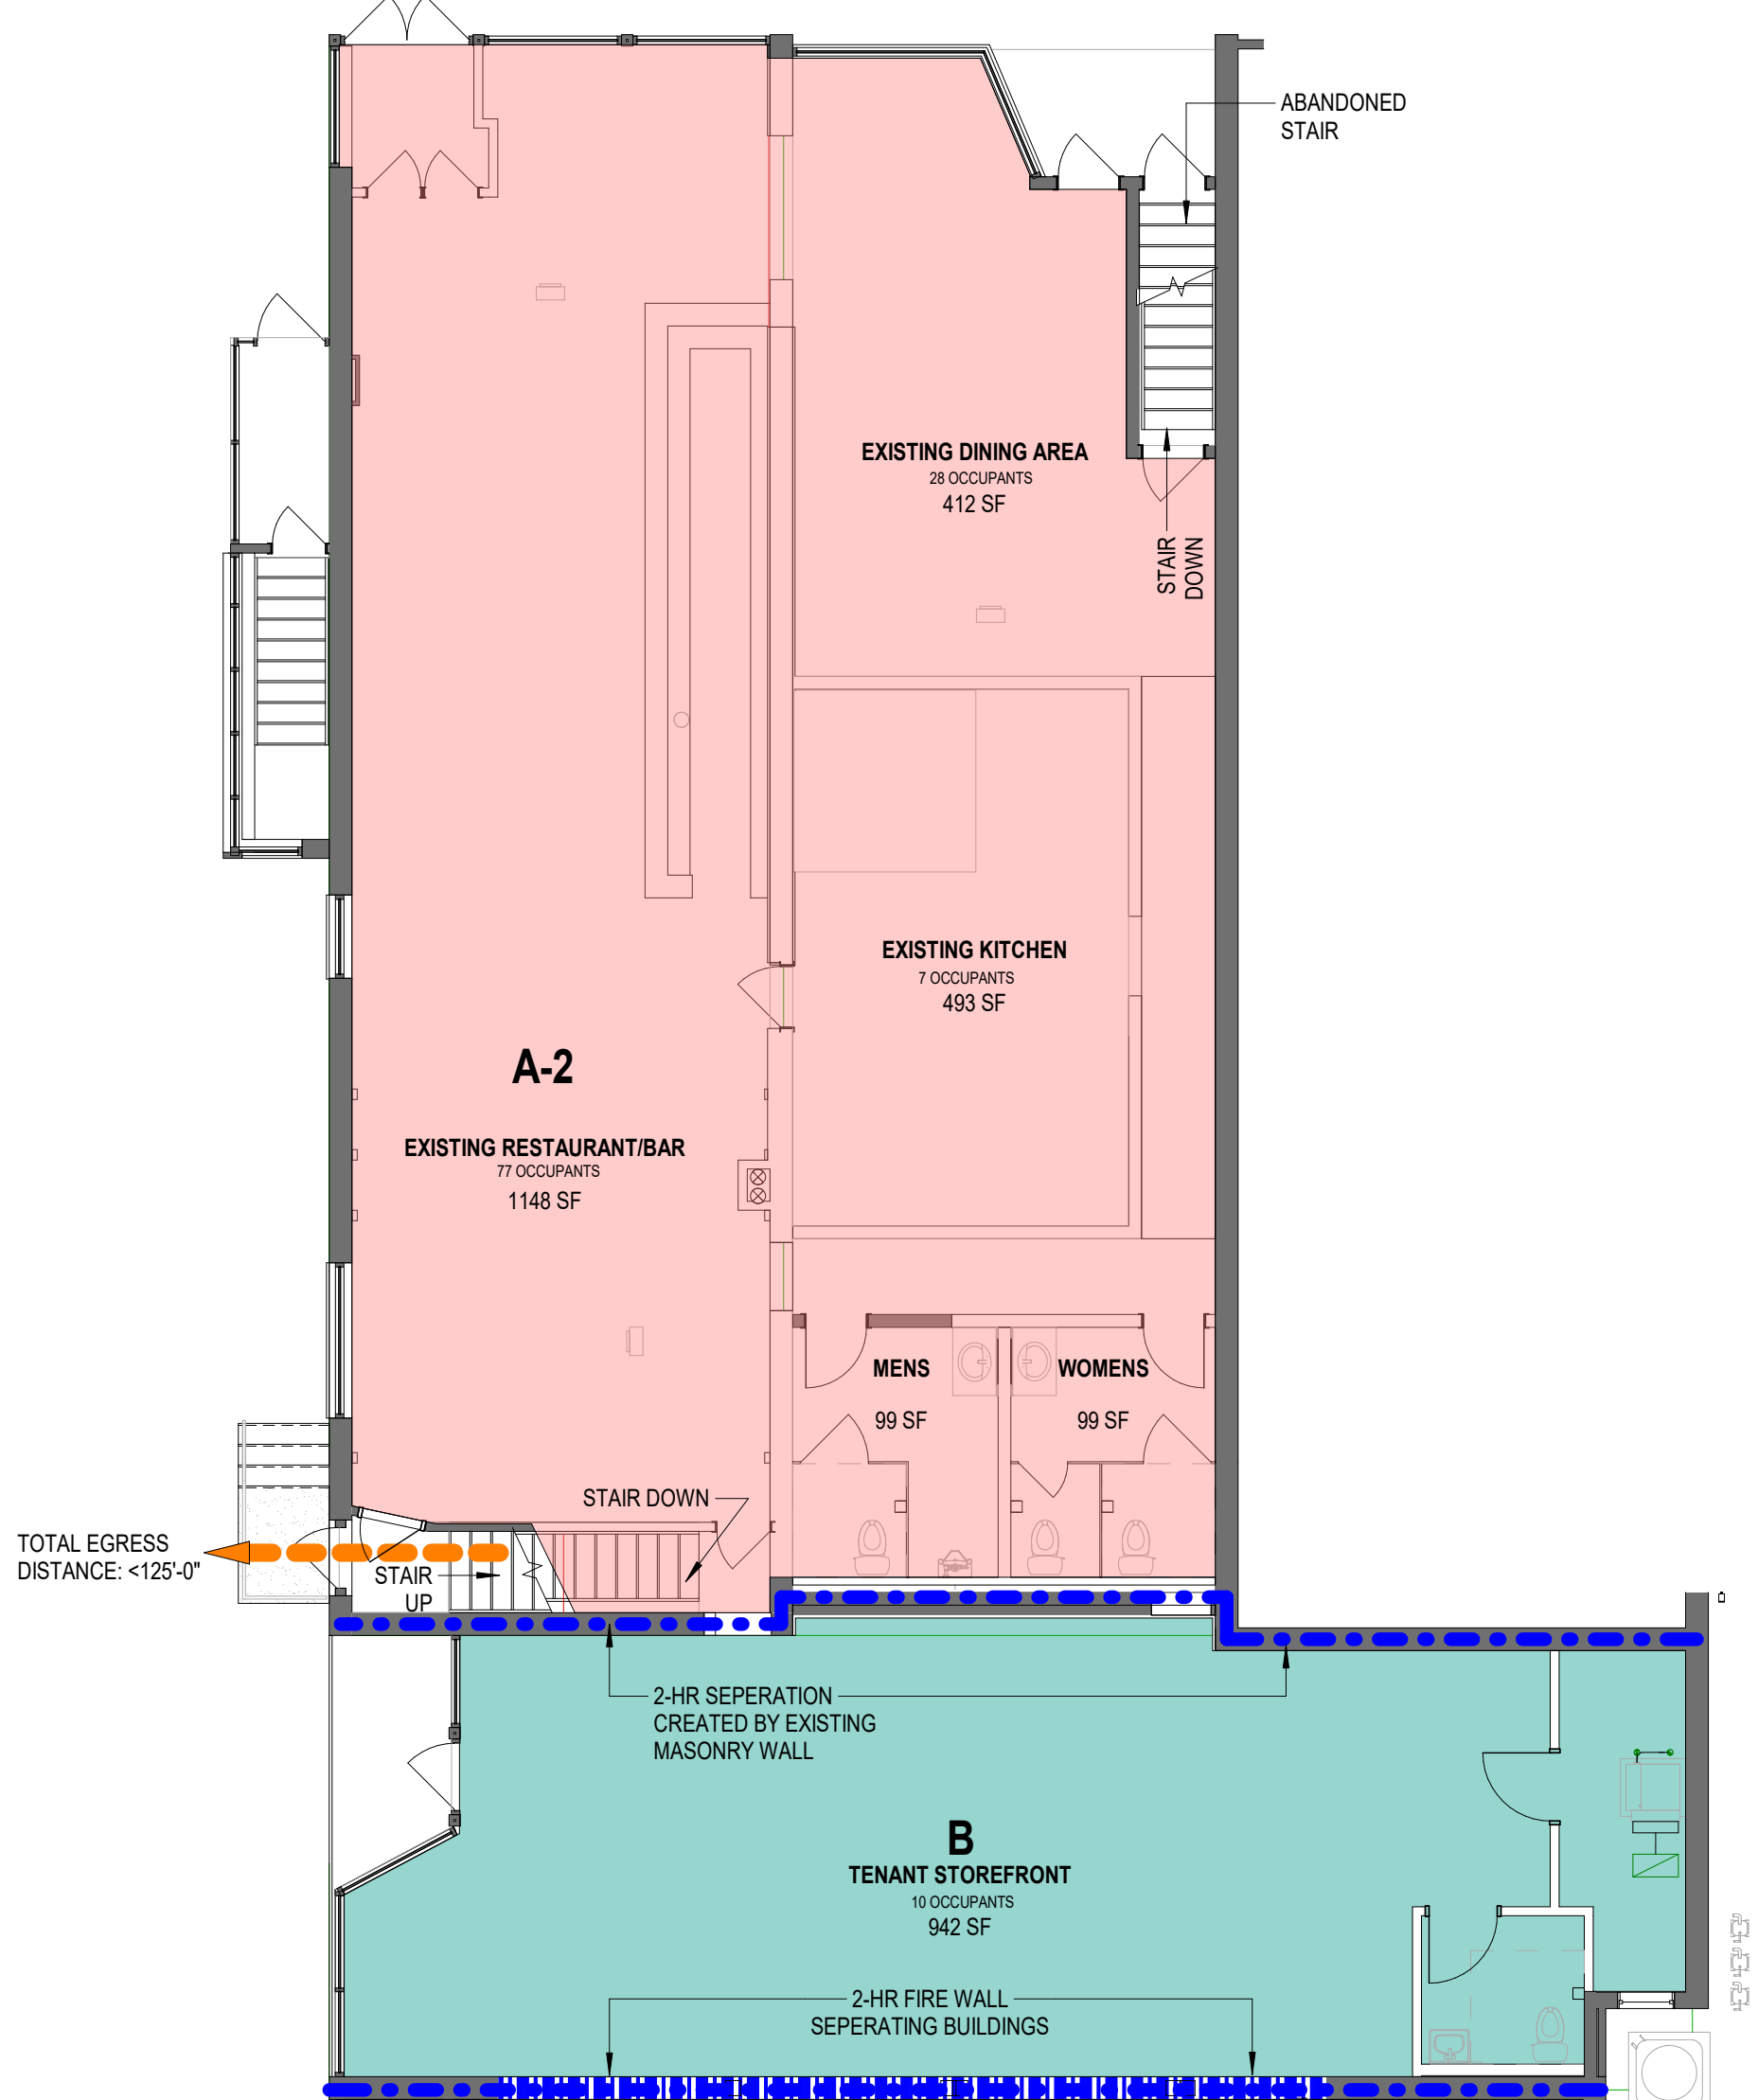 ABANDONED
STAIR
EXISTING DINING AREA
28 OCCUPANTS
412 SF
STAIR
DOWN
EXISTING KITCHEN
7 OCCUPANTS
493 SF
A-2
EXISTING RESTAURANT/BAR
77 OCCUPANTS
1148 SF
MENS
99 SF
WOMENS
99 SF
STAIR DOWN
TOTAL EGRESS
DISTANCE: <125'-0"
STAIR
UP
2-HR SEPERATION
CREATED BY EXISTING
MASONRY WALL
B
TENANT STOREFRONT
10 OCCUPANTS
942 SF
2-HR FIRE WALL
SEPERATING BUILDINGS